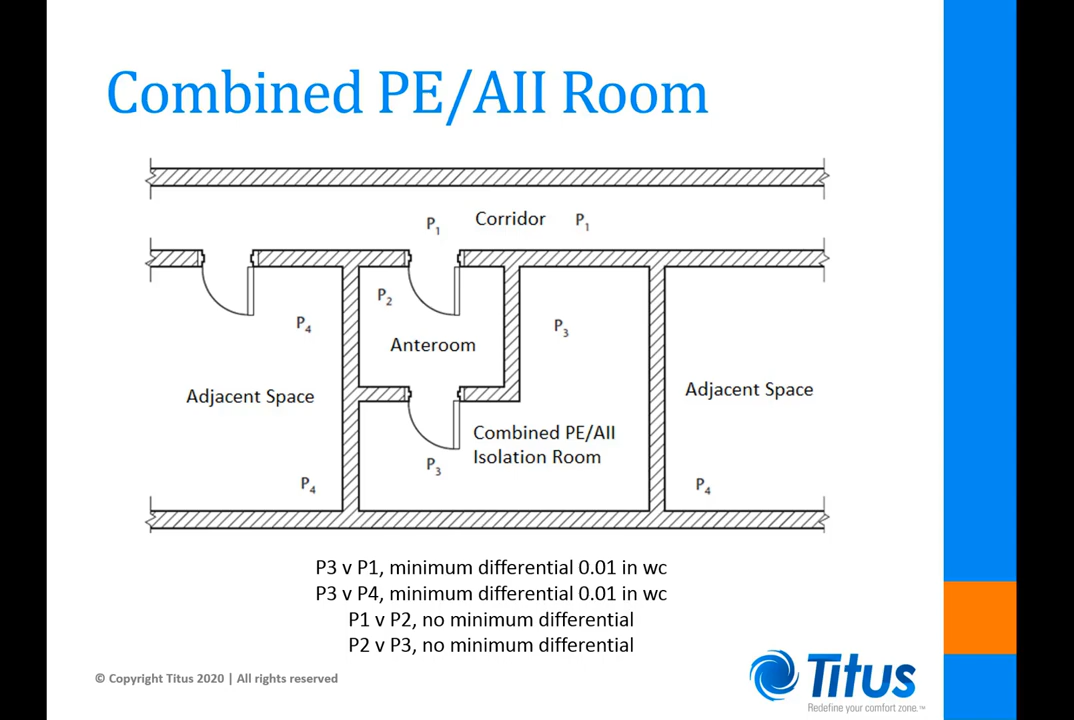 Combined PE/AII Room
P1 Corridor P1
P2
P4
P3
Anteroom
Adjacent Space
Adjacent Space
Combined PE/AII
Isolation Room
P3
P4
P4
P3 v P1, minimum differential 0.01 in wc
P3 v P4, minimum differential 0.01 in wc
P1 v P2, no minimum differential
P2 v P3, no minimum differential
© Copyright Titus 2020 | All rights reserved
Titus
Redefine your comfort zone.™